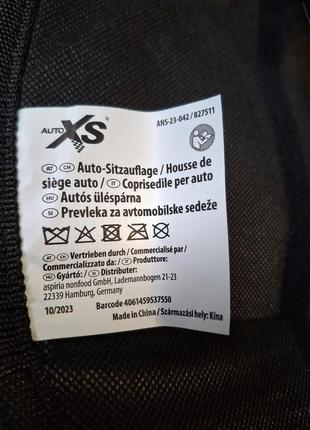 AUTO XS®
ANS-23-042 / 827511
AT CH Auto-Sitzauflage / Housse de
siège auto / IT Coprisedile per auto
HU Autós üléspárna
SI Prevleka za avtomobilske sedeže
AT CH Vertrieben durch / Commercialisé par /
Commercializzato da: / IT Produttore:
HU Gyártó: / SI Distributer:
aspiria nonfood GmbH, Lademannbogen 21-23
22339 Hamburg, Germany
10/2023 Barcode 4061459537550
Made in China / Származási hely: Kína